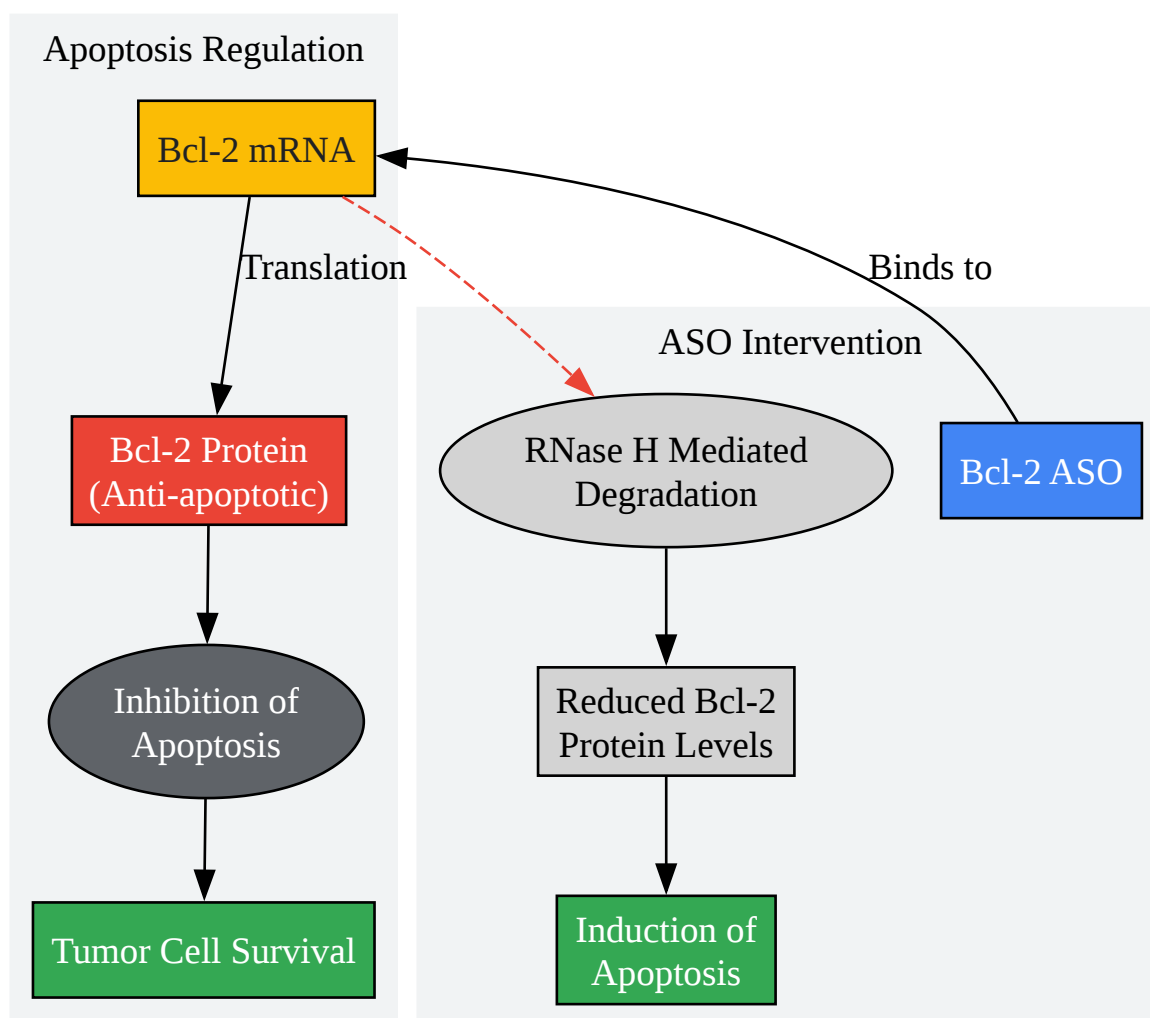 Apoptosis Regulation
Bcl-2 mRNA
Translation
Binds to
ASO Intervention
Bcl-2 Protein
(Anti-apoptotic)
RNase H Mediated
Degradation
Bcl-2 ASO
Inhibition of
Apoptosis
Reduced Bcl-2
Protein Levels
Tumor Cell Survival
Induction of
Apoptosis